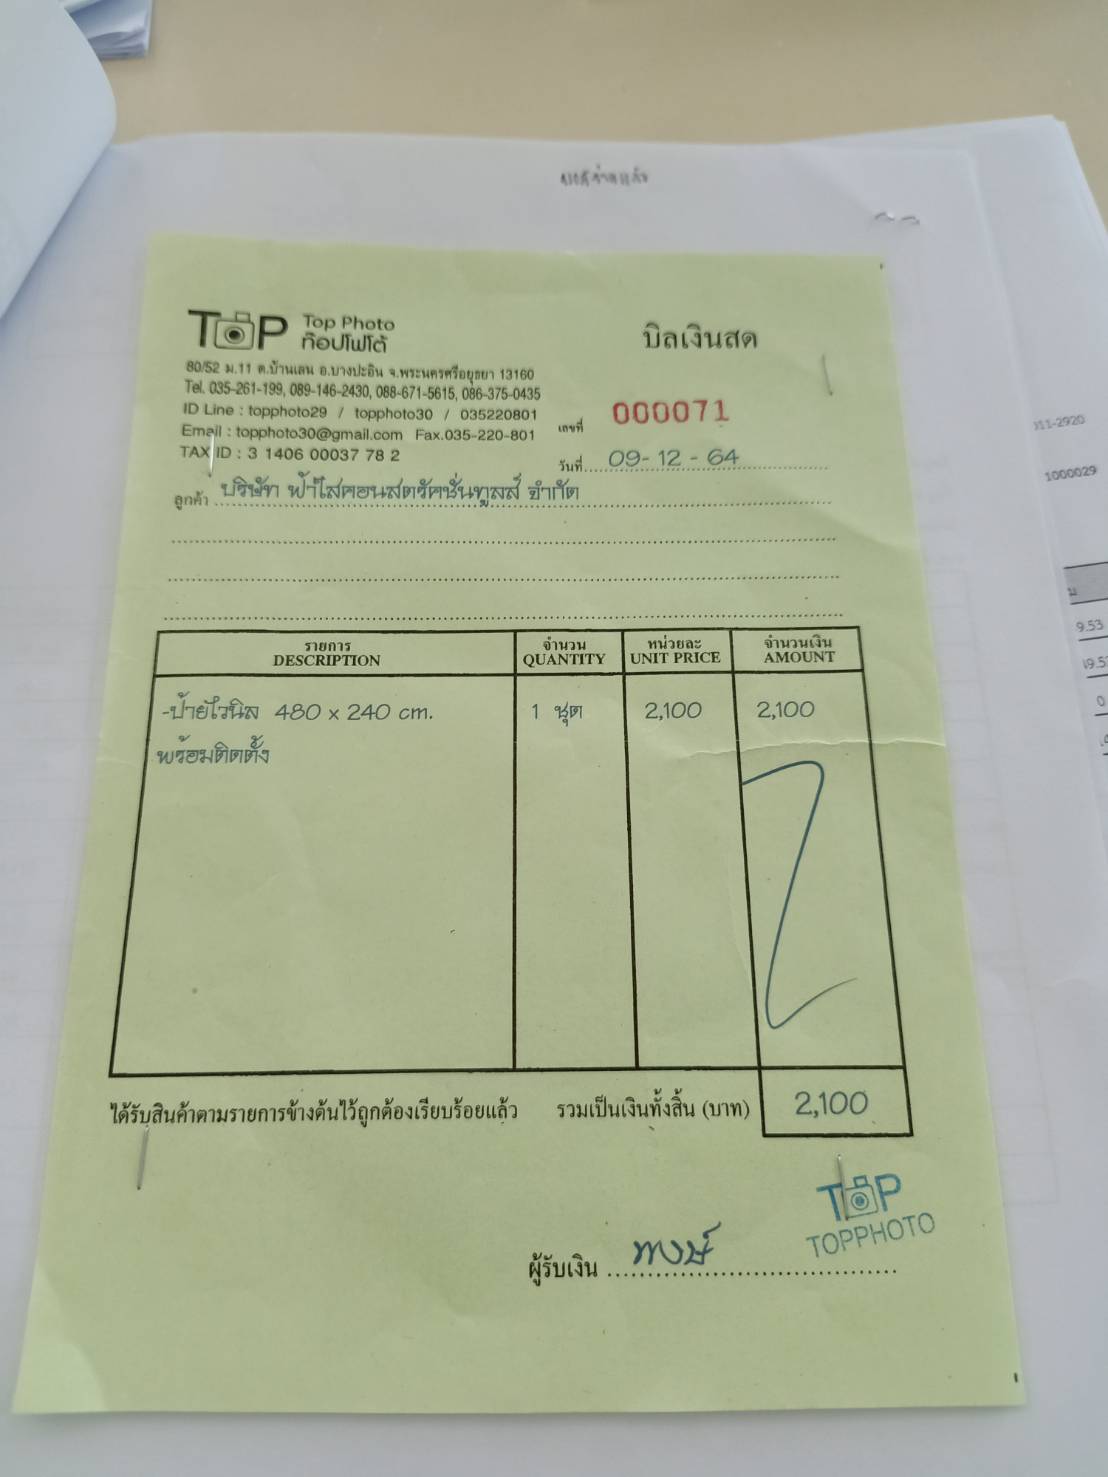 TOP Top Photo
ท๊อปโฟโต้
บิลเงินสด
80/52 ม.11 ต.บ้านเลน อ.บางปะอิน จ.พระนครศรีอยุธยา 13160
Tel. 035-261-199, 089-146-2430, 088-671-5615, 086-375-0435
ID Line : topphoto29 / topphoto30 / 035220801
เลขที่ 000071
Email : topphoto30@gmail.com Fax.035-220-801
TAX ID : 3 1406 00037 78 2
วันที่ 09-12-64
ลูกค้า บริษัท ฟ้าใสคอนสตรัคชั่นทูลส์ จำกัด
รายการ จำนวน หน่วยละ จำนวนเงิน
DESCRIPTION QUANTITY UNIT PRICE AMOUNT
-ป้ายไวนิล 480 x 240 cm. 1 ชุด 2,100 2,100
พร้อมติดตั้ง
ได้รับสินค้าตามรายการข้างต้นไว้ถูกต้องเรียบร้อยแล้ว รวมเป็นเงินทั้งสิ้น (บาท) 2,100
TOP
TOPPHOTO
ผู้รับเงิน พงษ์
11-2920
1000029
9.53